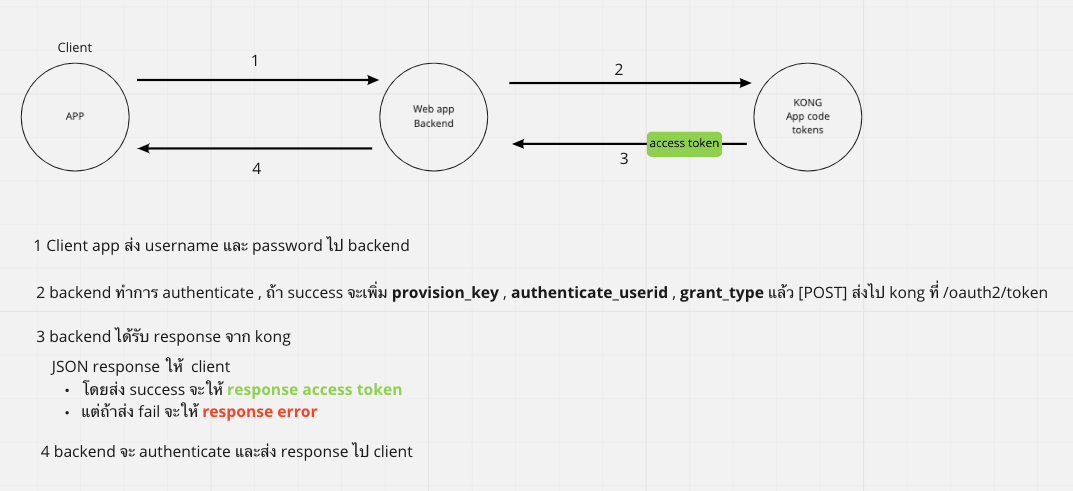 Client
1
2
APP
Web app
Backend
KONG
App code
tokens
access token
3
4
1 Client app ส่ง username และ password ไป backend
2 backend ทำการ authenticate , ถ้า success จะเพิ่ม provision_key , authenticate_userid , grant_type แล้ว [POST] ส่งไป kong ที่ /oauth2/token
3 backend ได้รับ response จาก kong
JSON response ให้ client
• โดยส่ง success จะให้ response access token
• แต่ถ้าส่ง fail จะให้ response error
4 backend จะ authenticate และส่ง response ไป client